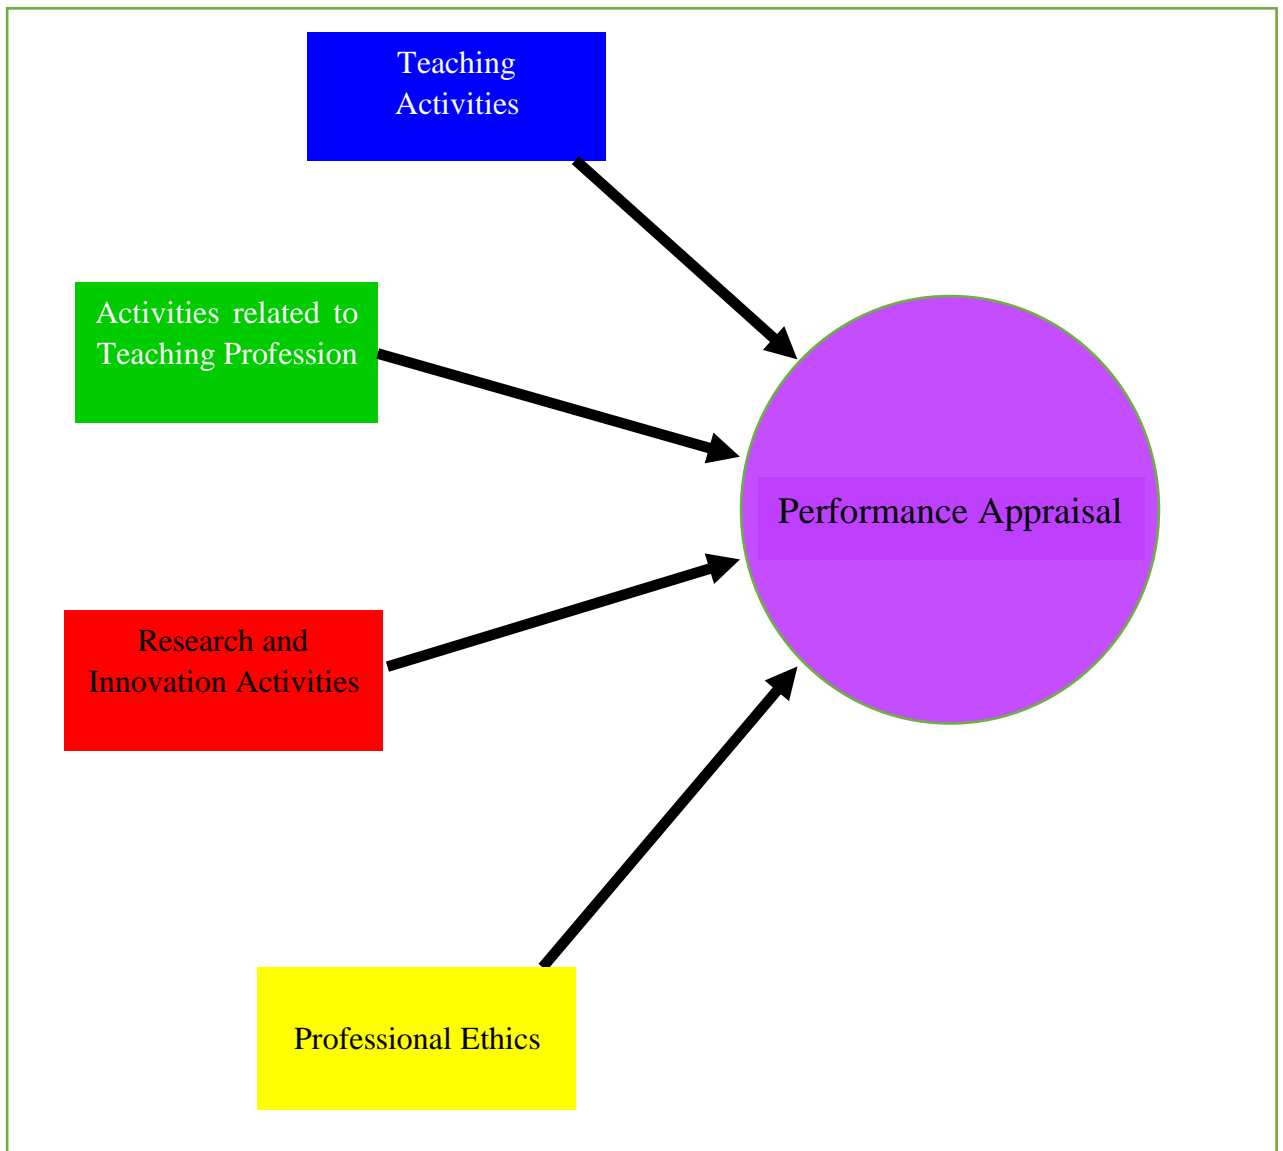 Teaching
Activities
Activities related to
Teaching Profession
Performance Appraisal
Research and
Innovation Activities
Professional Ethics